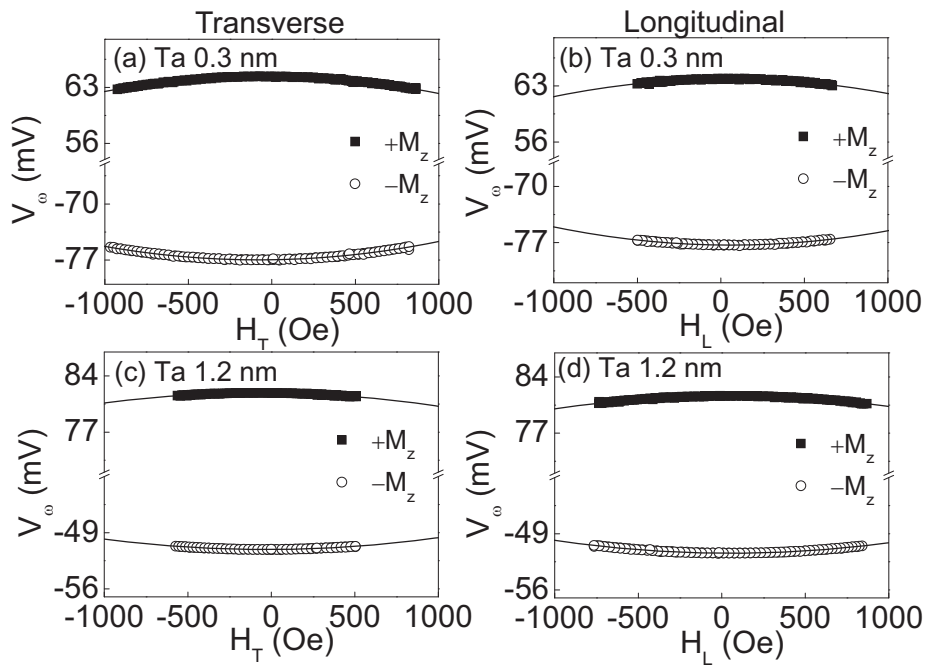 Transverse
Longitudinal
(a) Ta 0.3 nm
63
56
-70
-77
V_ω (mV)
+M_z
−M_z
-1000 -500 0 500 1000
H_T (Oe)
(b) Ta 0.3 nm
63
56
-70
-77
V_ω (mV)
+M_z
−M_z
-1000 -500 0 500 1000
H_L (Oe)
(c) Ta 1.2 nm
84
77
-49
-56
V_ω (mV)
+M_z
−M_z
-1000 -500 0 500 1000
H_T (Oe)
(d) Ta 1.2 nm
84
77
-49
-56
V_ω (mV)
+M_z
−M_z
-1000 -500 0 500 1000
H_L (Oe)